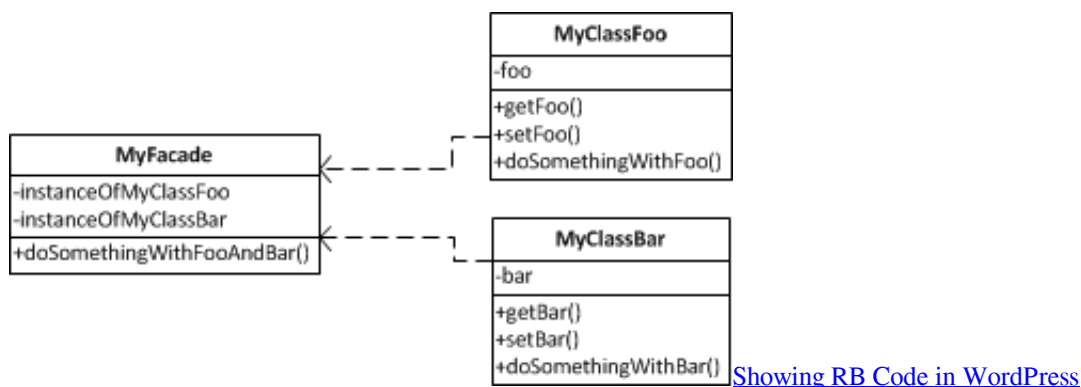 MyClassFoo
-foo
+getFoo()
+setFoo()
+doSomethingWithFoo()
MyFacade
-instanceOfMyClassFoo
-instanceOfMyClassBar
+doSomethingWithFooAndBar()
MyClassBar
-bar
+getBar()
+setBar()
+doSomethingWithBar()
Showing RB Code in WordPress